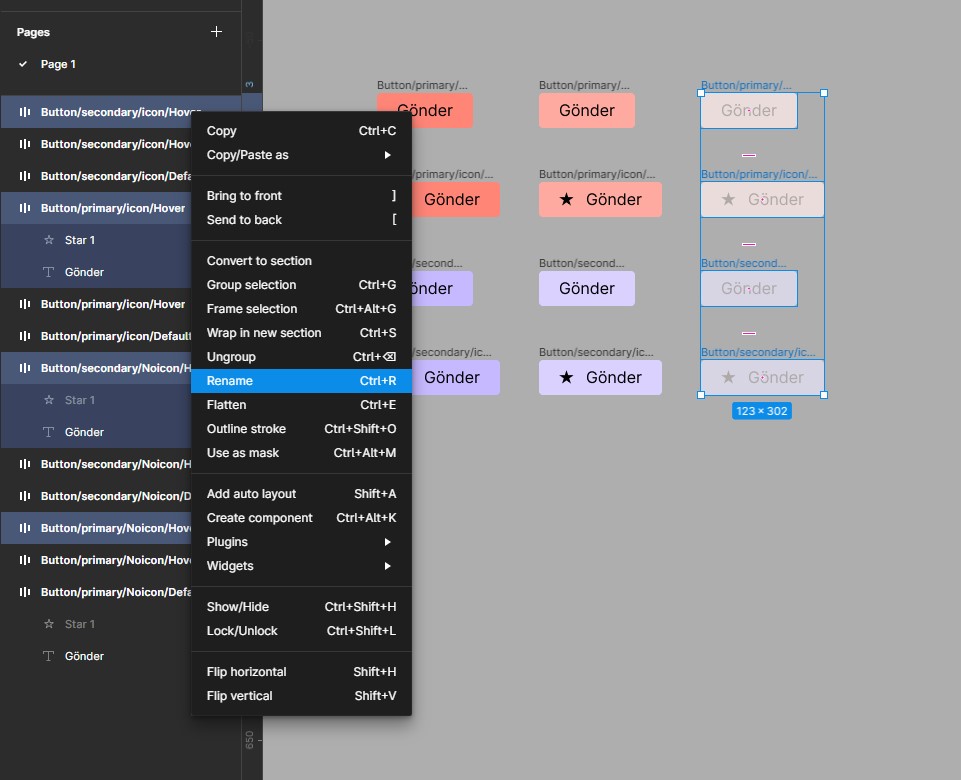 Pages
Page 1
Button/secondary/icon/Hover
Button/secondary/icon/Hov
Button/secondary/icon/Defa
Button/primary/icon/Hover
Star 1
Gönder
Button/primary/icon/Hover
Button/primary/icon/Default
Button/secondary/Noicon/H
Star 1
Gönder
Button/secondary/Noicon/H
Button/secondary/Noicon/D
Button/primary/Noicon/Hov
Button/primary/Noicon/Hov
Button/primary/Noicon/Defa
Star 1
Gönder
3
650
Copy Ctrl+C
Copy/Paste as
Bring to front ]
Send to back [
Convert to section
Group selection Ctrl+G
Frame selection Ctrl+Alt+G
Wrap in new section Ctrl+S
Ungroup Ctrl+⌫
Rename Ctrl+R
Flatten Ctrl+E
Outline stroke Ctrl+Shift+O
Use as mask Ctrl+Alt+M
Add auto layout Shift+A
Create component Ctrl+Alt+K
Plugins
Widgets
Show/Hide Ctrl+Shift+H
Lock/Unlock Ctrl+Shift+L
Flip horizontal Shift+H
Flip vertical Shift+V
Button/primary/... Button/primary/... Button/primary/...
Gönder Gönder Gönder
/primary/icon/... Button/primary/icon/... Button/primary/icon/...
Gönder ★ Gönder ★ Gönder
/second... Button/second... Button/second...
önder Gönder Gönder
/secondary/ic... Button/secondary/ic... Button/secondary/ic...
Gönder ★ Gönder ★ Gönder
123 × 302